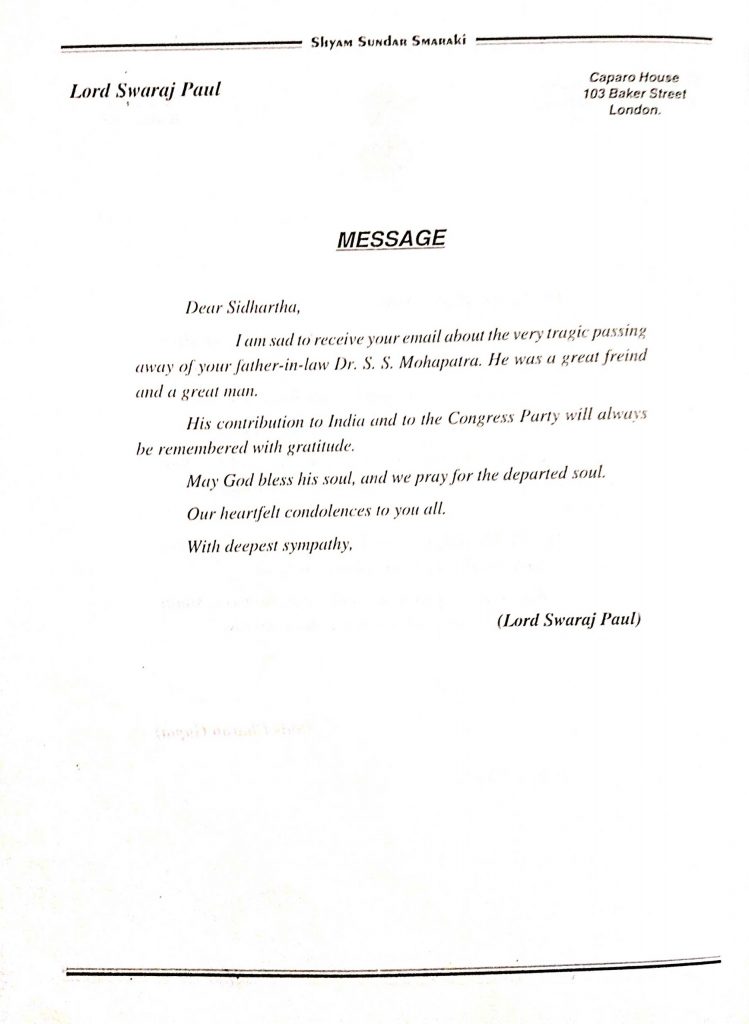 Shyam Sundar Smaraki
Lord Swaraj Paul
Caparo House
103 Baker Street
London.
MESSAGE
Dear Sidhartha,
I am sad to receive your email about the very tragic passing
away of your father-in-law Dr. S. S. Mohapatra. He was a great freind
and a great man.
His contribution to India and to the Congress Party will always
be remembered with gratitude.
May God bless his soul, and we pray for the departed soul.
Our heartfelt condolences to you all.
With deepest sympathy,
(Lord Swaraj Paul)